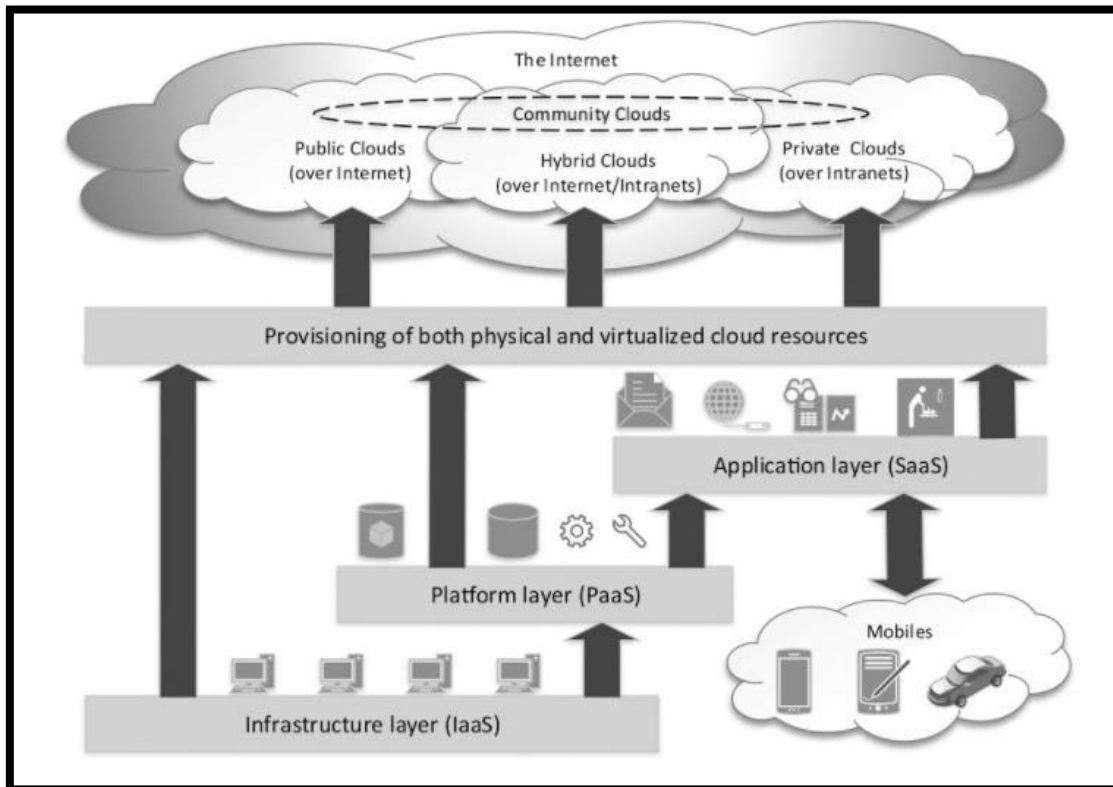 The Internet
Community Clouds
Public Clouds
(over Internet)
Hybrid Clouds
(over Internet/Intranets)
Private Clouds
(over Intranets)
Provisioning of both physical and virtualized cloud resources
Application layer (SaaS)
Platform layer (PaaS)
Mobiles
Infrastructure layer (IaaS)